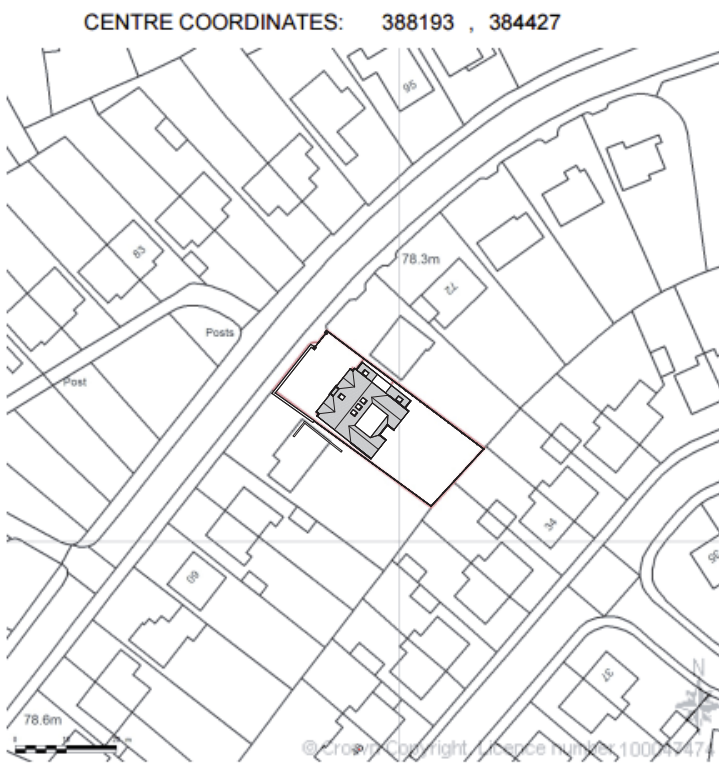 CENTRE COORDINATES: 388193 , 384427
95
83
78.3m
72
Posts
Post
34
35
60
37
N
78.6m
© Crown Copyright. Licence number 100047474